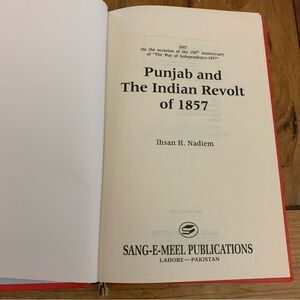 2007
On the occasion of the 150th Anniversary
of "The War of Independence-1857"
Punjab and
The Indian Revolt
of 1857
Ihsan H. Nadiem
SANG-E-MEEL PUBLICATIONS
LAHORE—PAKISTAN